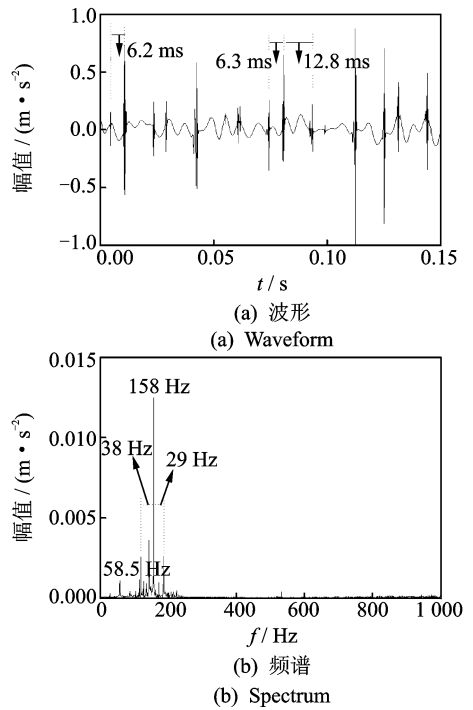 幅值 / (m·s⁻²)
1.0
0.5
0.0
−0.5
−1.0
6.2 ms
6.3 ms
12.8 ms
0.00
0.05
0.10
0.15
t / s
(a) 波形
(a) Waveform
幅值 / (m·s⁻²)
0.015
0.010
0.005
0.000
158 Hz
38 Hz
29 Hz
58.5 Hz
0
200
400
600
800
1 000
f / Hz
(b) 频谱
(b) Spectrum